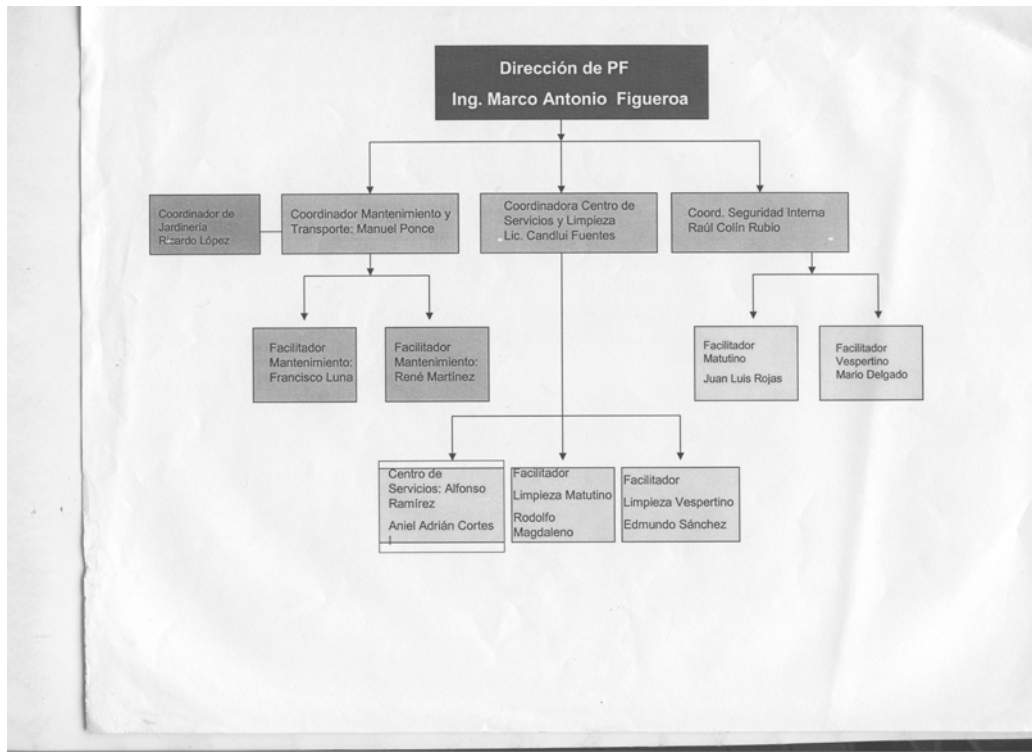 Dirección de PF
Ing. Marco Antonio Figueroa
Coordinador de
Jardinería
Ricardo López
Coordinador Mantenimiento y
Transporte: Manuel Ponce
Coordinadora Centro de
Servicios y Limpieza
Lic. Candlui Fuentes
Coord. Seguridad Interna
Raúl Colín Rubio
Facilitador
Mantenimiento:
Francisco Luna
Facilitador
Mantenimiento:
René Martínez
Facilitador
Matutino
Juan Luis Rojas
Facilitador
Vespertino
Mario Delgado
Centro de
Servicios: Alfonso
Ramírez
Aniel Adrián Cortes
Facilitador
Limpieza Matutino
Rodolfo
Magdaleno
Facilitador
Limpieza Vespertino
Edmundo Sánchez